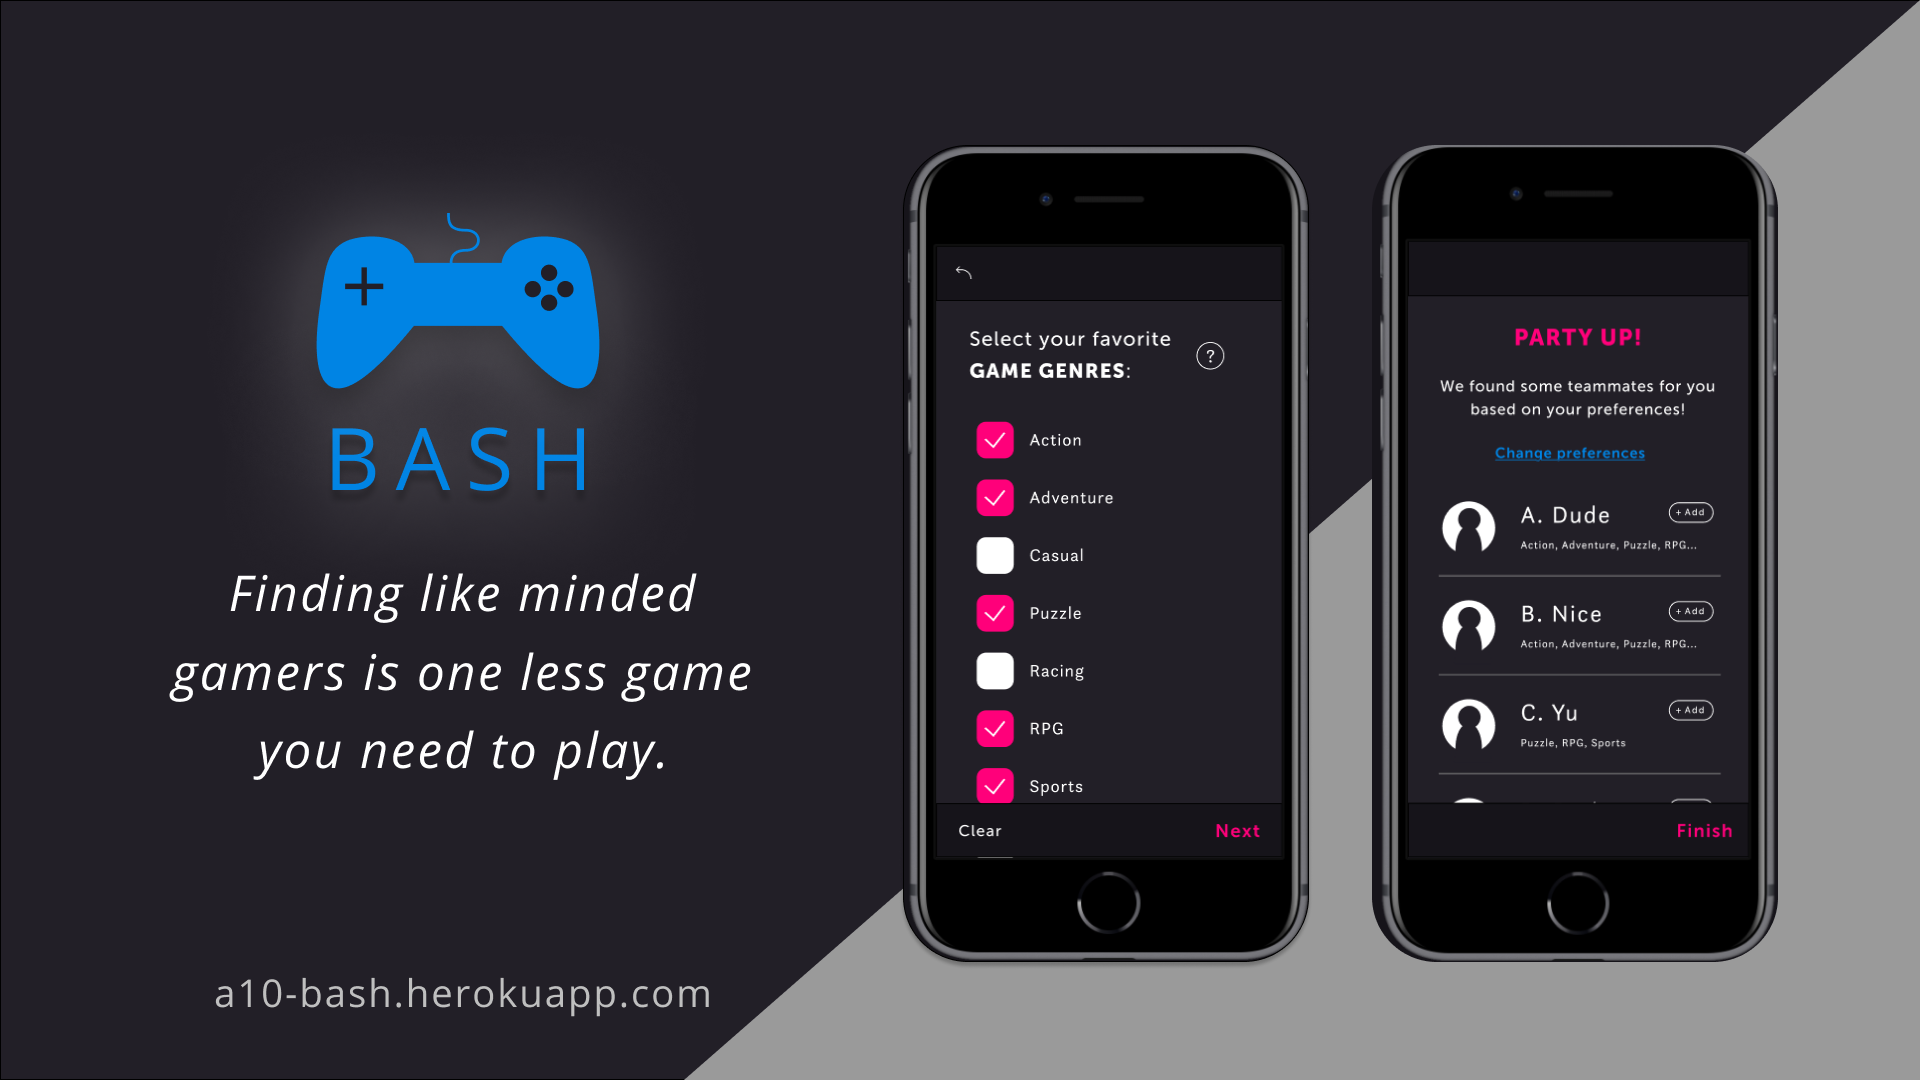 BASH
Finding like minded
gamers is one less game
you need to play.
a10-bash.herokuapp.com
Select your favorite
GAME GENRES:
?
Action
Adventure
Casual
Puzzle
Racing
RPG
Sports
Clear
Next
PARTY UP!
We found some teammates for you
based on your preferences!
Change preferences
A. Dude
+ Add
Action, Adventure, Puzzle, RPG...
B. Nice
+ Add
Action, Adventure, Puzzle, RPG...
C. Yu
+ Add
Puzzle, RPG, Sports
Finish